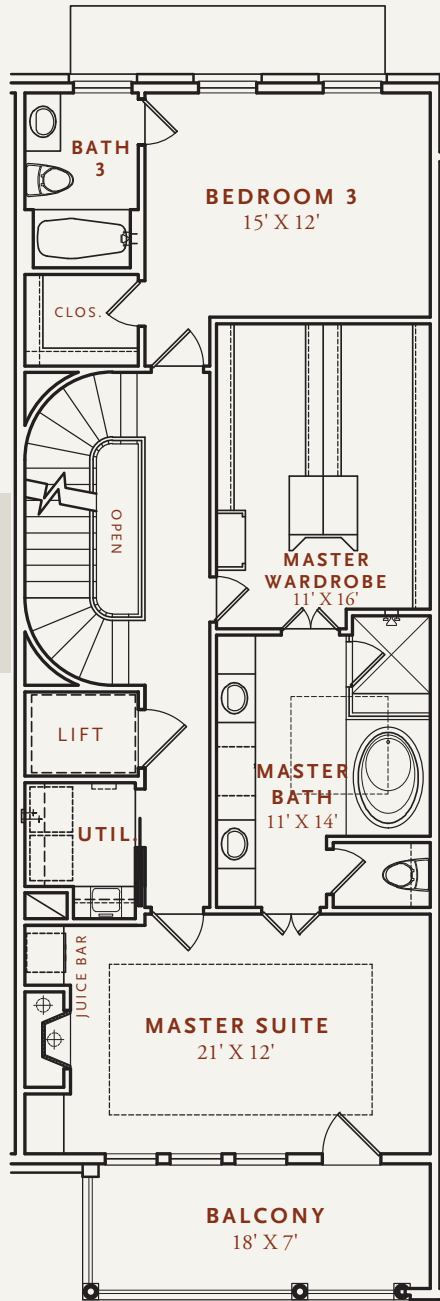 BATH
3
BEDROOM 3
15' X 12'
CLOS.
OPEN
MASTER
WARDROBE
11' X 16'
LIFT
MASTER
BATH
11' X 14'
UTIL.
JUICE BAR
MASTER SUITE
21' X 12'
BALCONY
18' X 7'